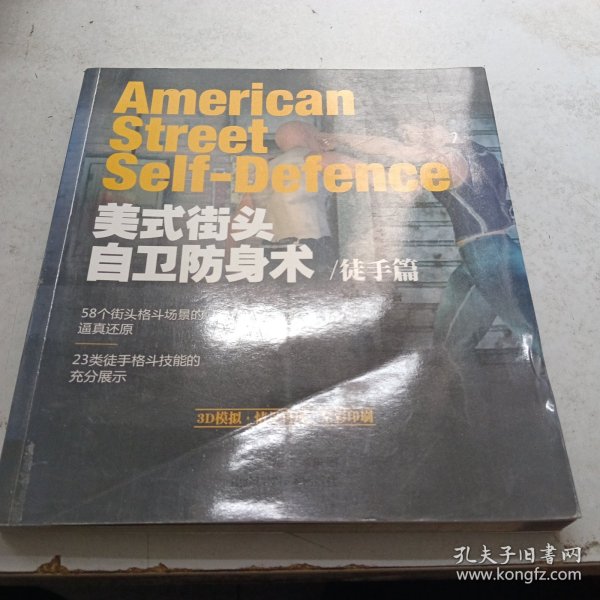 American
Street
Self-Defence
美式街头
自卫防身术
/徒手篇
58个街头格斗场景的
逼真还原
23类徒手格斗技能的
充分展示
3D模拟·
印刷
孔夫子旧书网
www.kongfz.com